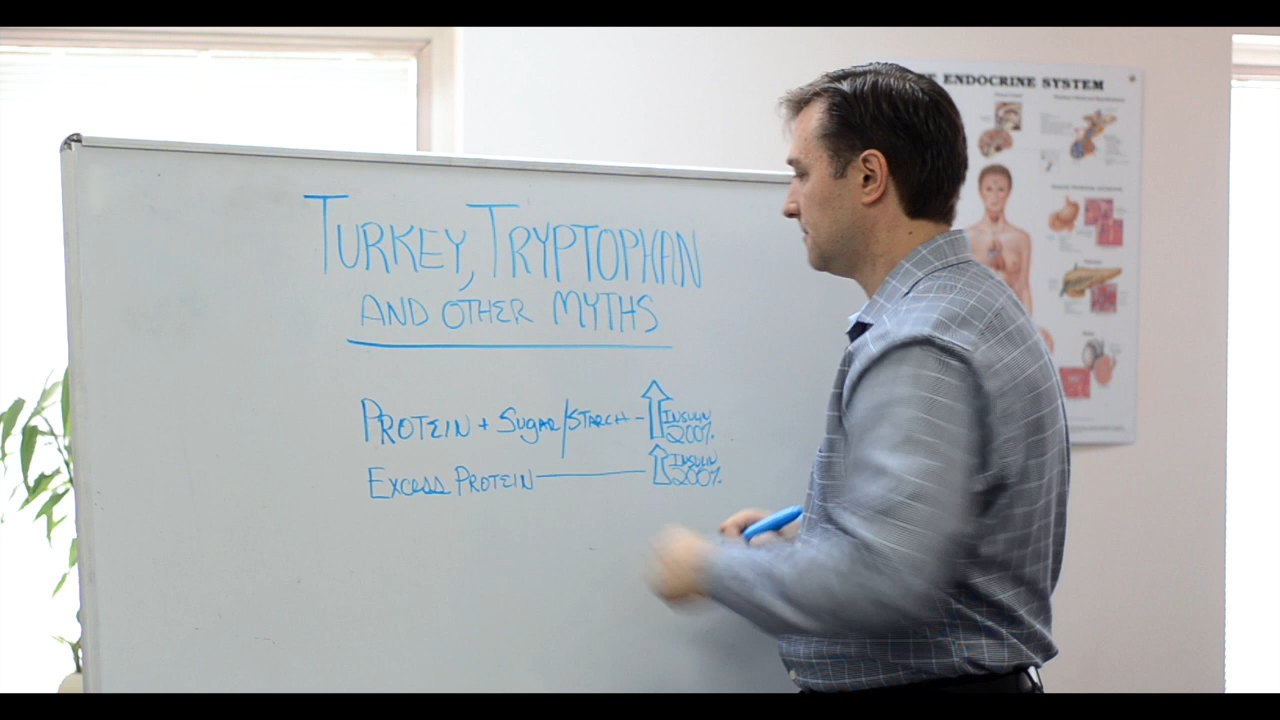 TURKEY, TRYPTOPHAN
AND OTHER MYTHS
PROTEIN + SUGAR/STARCH - INSULIN 200%
EXCESS PROTEIN INSULIN 200%
ENDOCRINE SYSTEM